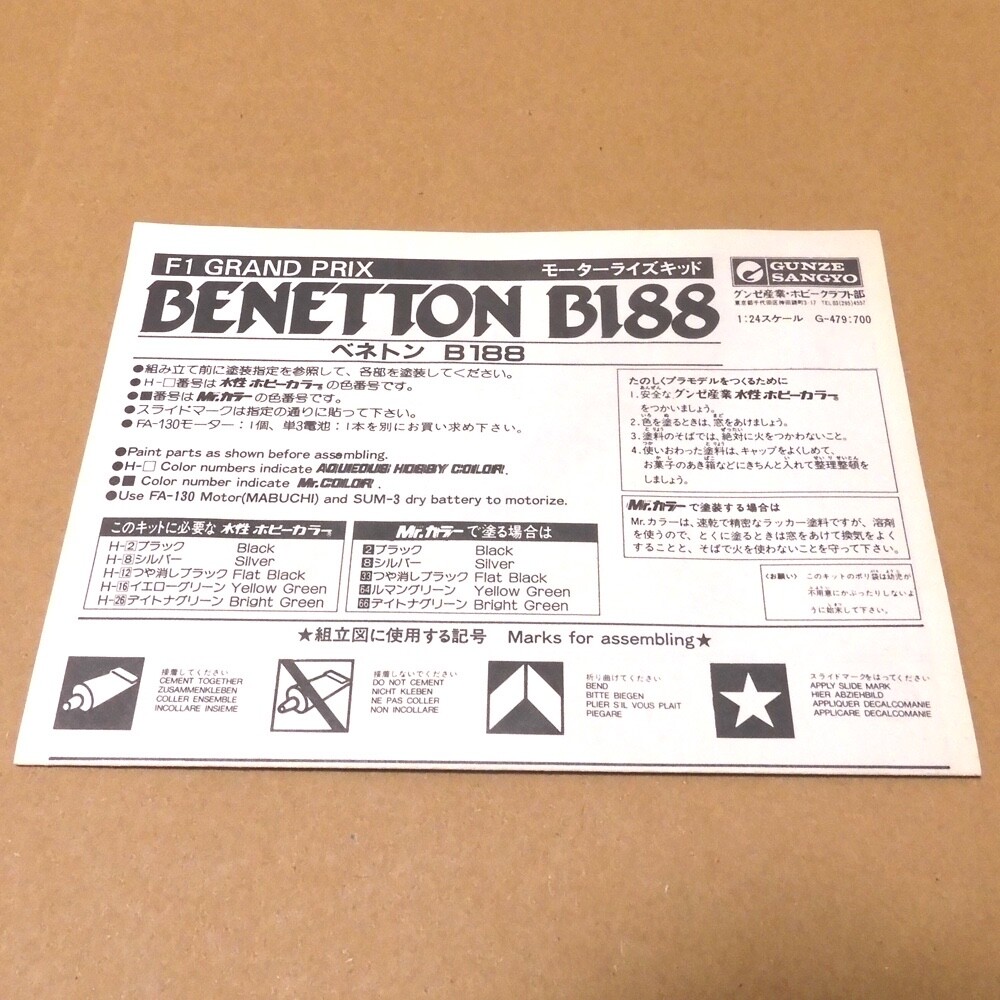 F1 GRAND PRIX モーターライズキッド
BENETTON B188
ベネトン B188
GUNZE
SANGYO
グンゼ産業・ホビークラフト部
東京都千代田区神田錦町3-17 TEL03(295)4557
1:24スケール G-479:700
●組み立て前に塗装指定を参照して、各部を塗装してください。
●H-□番号は水性ホビーカラーの色番号です。
●■番号はMr.カラーの色番号です。
●スライドマークは指定の通りに貼って下さい。
●FA-130モーター:1個、単3電池:1本を別にお買い求め下さい。
●Paint parts as shown before assembling.
●H-□ Color numbers indicate AQUEOUS HOBBY COLOR.
●■ Color number indicate Mr.COLOR.
●Use FA-130 Motor(MABUCHI) and SUM-3 dry battery to motorize.
たのしくプラモデルをつくるために
1.安全なグンゼ産業水性ホビーカラー
をつかいましょう。
2.色を塗るときは、窓をあけましょう。
3.塗料のそばでは、絶対に火をつかわないこと。
4.使いおわった塗料は、キャップをよくしめて、
お菓子のあき箱などにきちんと入れて整理整頓を
しましょう。
Mr.カラーで塗装する場合は
Mr.カラーは、速乾で精密なラッカー塗料ですが、溶剤
を使うので、とくに塗るときは窓をあけて換気をよく
することと、そばで火を使わないことを守って下さい。
〈お願い〉 このキットのポリ袋は幼児が
不用意にかぶったりしないよ
うに始末して下さい。
このキットに必要な 水性ホビーカラー
H-2ブラック Black
H-8シルバー Silver
H-12つや消しブラック Flat Black
H-16イエローグリーン Yellow Green
H-26デイトナグリーン Bright Green
Mr.カラーで塗る場合は
2ブラック Black
8シルバー Silver
33つや消しブラック Flat Black
64ルマングリーン Yellow Green
66デイトナグリーン Bright Green
★組立図に使用する記号 Marks for assembling★
接着してください
CEMENT TOGETHER
ZUSAMMENKLEBEN
COLLER ENSEMBLE
INCOLLARE INSIEME
接着しないでください
DO NOT CEMENT
NICHT KLEBEN
NE PAS COLLER
NON INCOLLARE
折り曲げてください
BEND
BITTE BIEGEN
PLIER S'IL VOUS PLAIT
PIEGARE
スライドマークをはってください
APPLY SLIDE MARK
HIER ABZIEHBILD
APPLIQUER DECALCOMANIE
APPLICARE DECALCOMANIE